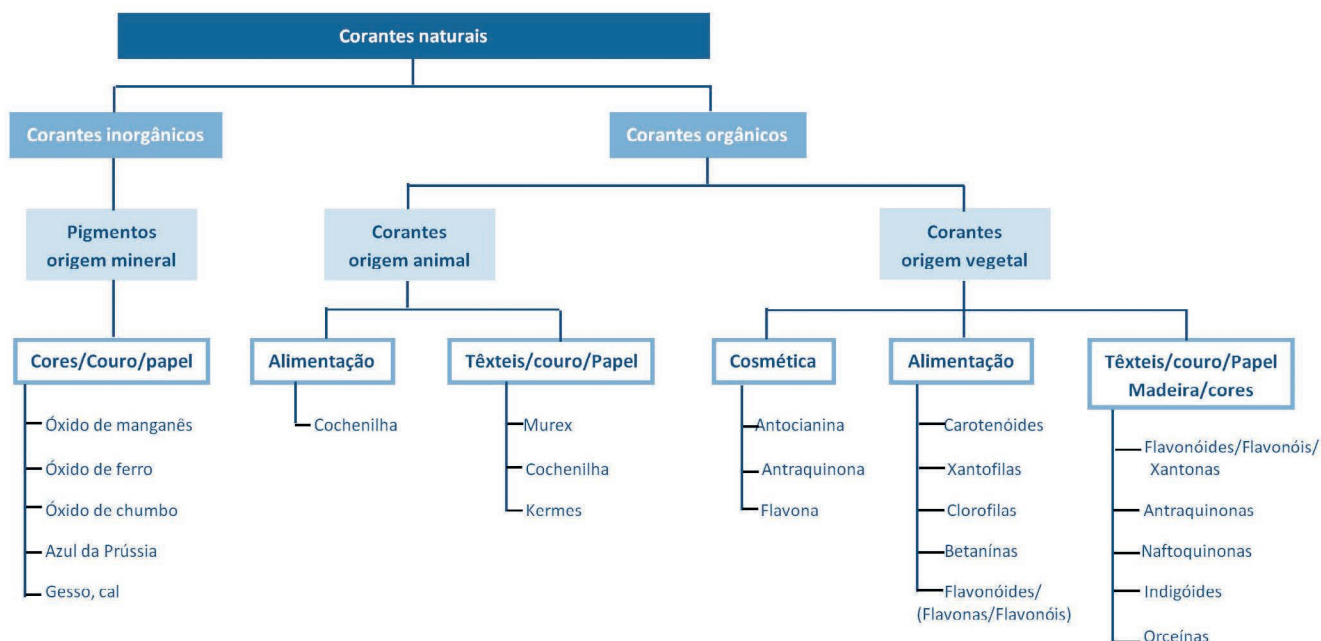 Corantes naturais
Corantes inorgânicos
Corantes orgânicos
Pigmentos
origem mineral
Corantes
origem animal
Corantes
origem vegetal
Cores/Couro/papel
Óxido de manganês
Óxido de ferro
Óxido de chumbo
Azul da Prússia
Gesso, cal
Alimentação
Cochenilha
Têxteis/couro/Papel
Murex
Cochenilha
Kermes
Cosmética
Antocianina
Antraquinona
Flavona
Alimentação
Carotenóides
Xantofilas
Clorofilas
Betanínas
Flavonóides/
(Flavonas/Flavonóis)
Têxteis/couro/Papel
Madeira/cores
Flavonóides/Flavonóis/
Xantonas
Antraquinonas
Naftoquinonas
Indigóides
Orceínas